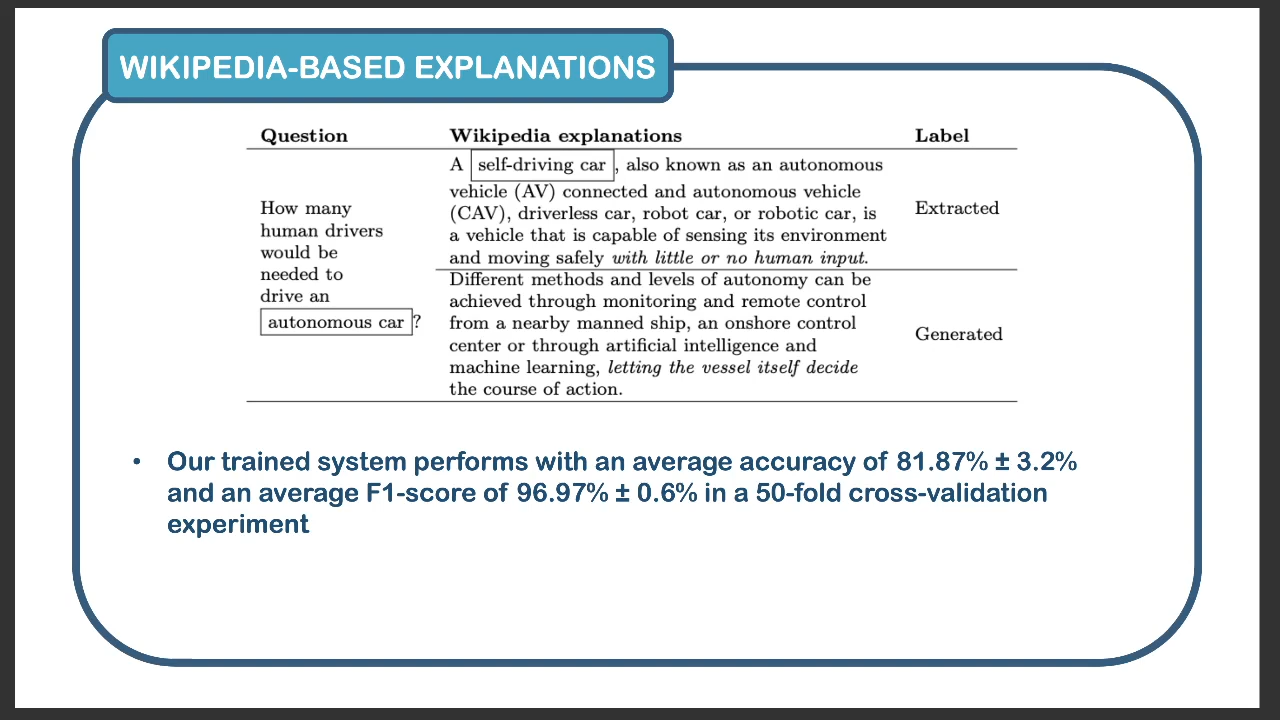 WIKIPEDIA-BASED EXPLANATIONS
Question Wikipedia explanations Label
How many
human drivers
would be
needed to
drive an
autonomous car ?
A self-driving car , also known as an autonomous
vehicle (AV) connected and autonomous vehicle
(CAV), driverless car, robot car, or robotic car, is
a vehicle that is capable of sensing its environment
and moving safely with little or no human input.
Extracted
Different methods and levels of autonomy can be
achieved through monitoring and remote control
from a nearby manned ship, an onshore control
center or through artificial intelligence and
machine learning, letting the vessel itself decide
the course of action.
Generated
• Our trained system performs with an average accuracy of 81.87% ± 3.2%
and an average F1-score of 96.97% ± 0.6% in a 50-fold cross-validation
experiment